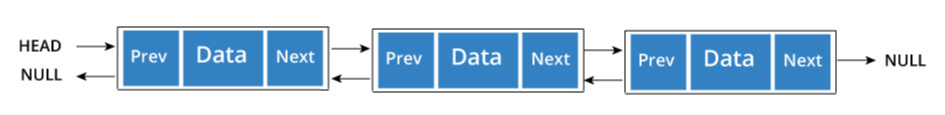 HEAD
NULL
Prev Data Next
Prev Data Next
Prev Data Next
NULL